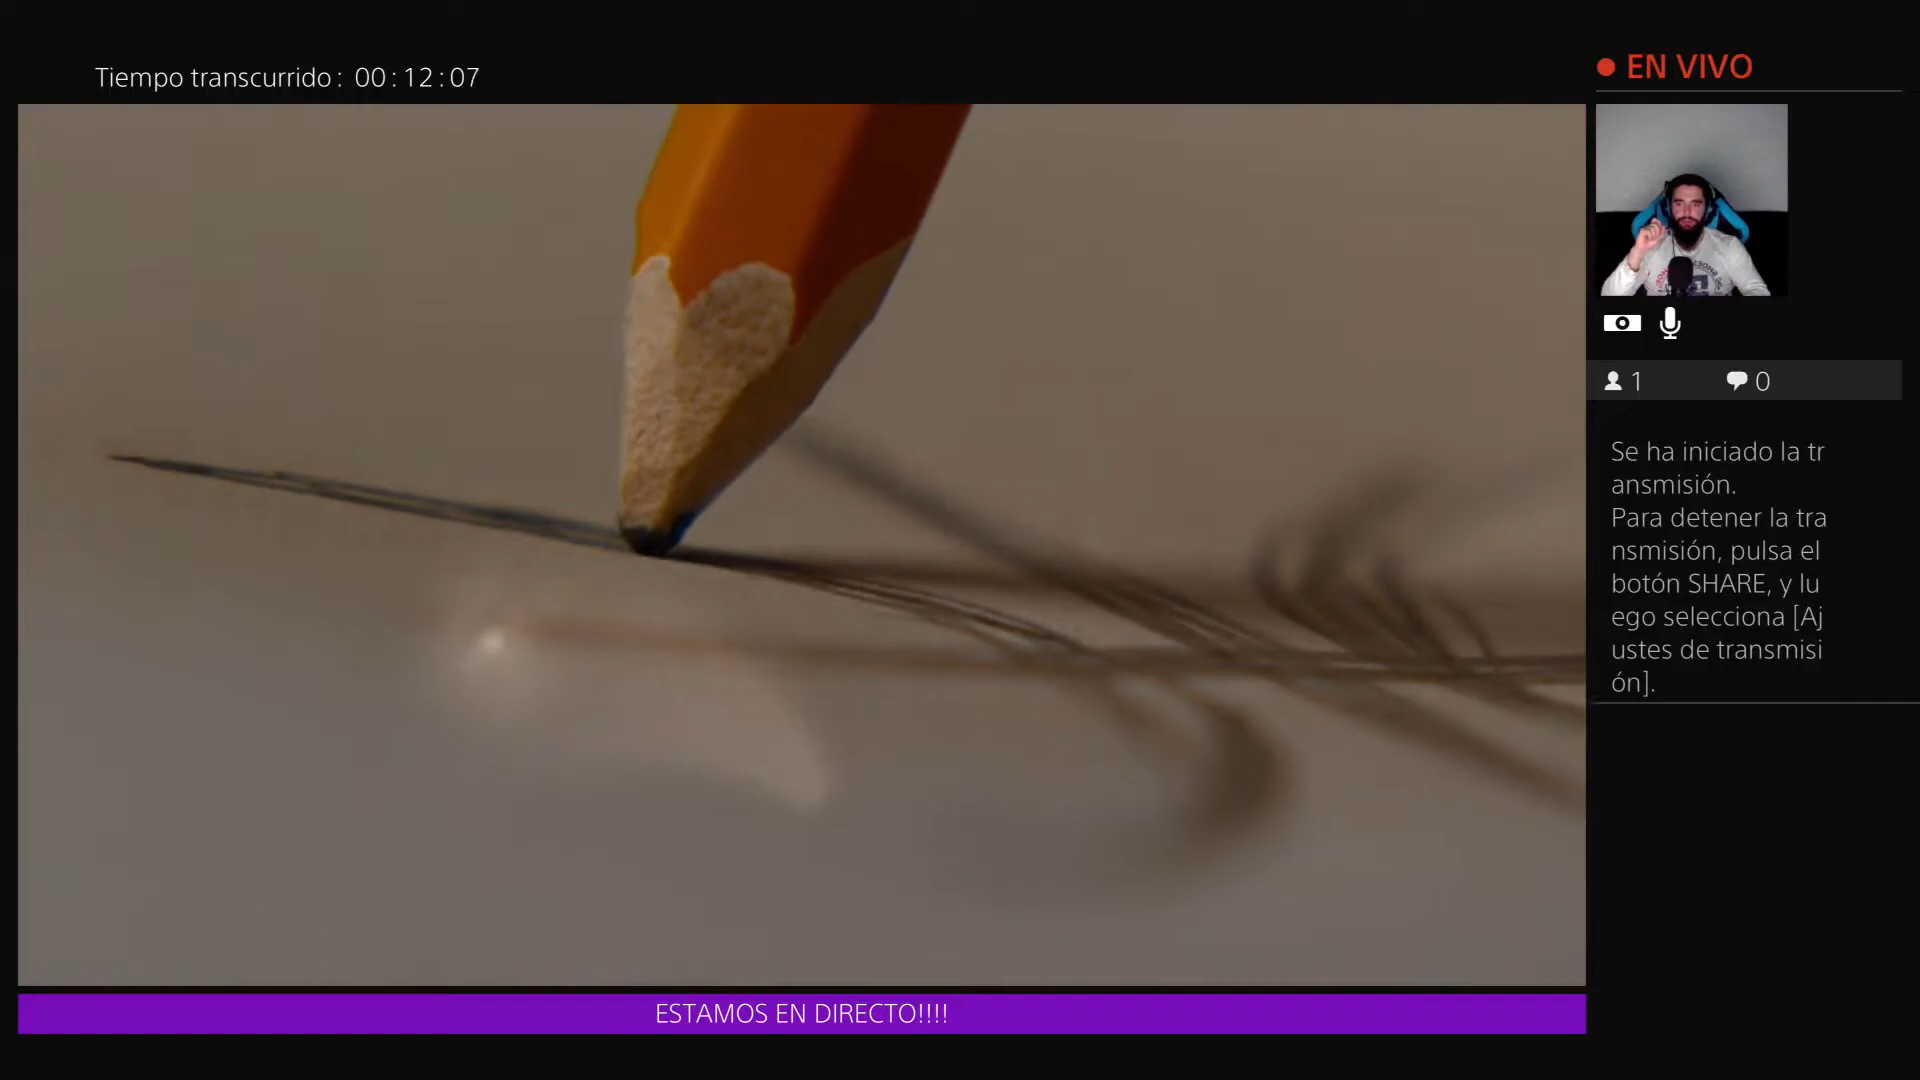 Tiempo transcurrido: 00:12:07
EN VIVO
1
0
Se ha iniciado la tr
ansmisión.
Para detener la tra
nsmisión, pulsa el
botón SHARE, y lu
ego selecciona [Aj
ustes de transmisi
ón].
ESTAMOS EN DIRECTO!!!!